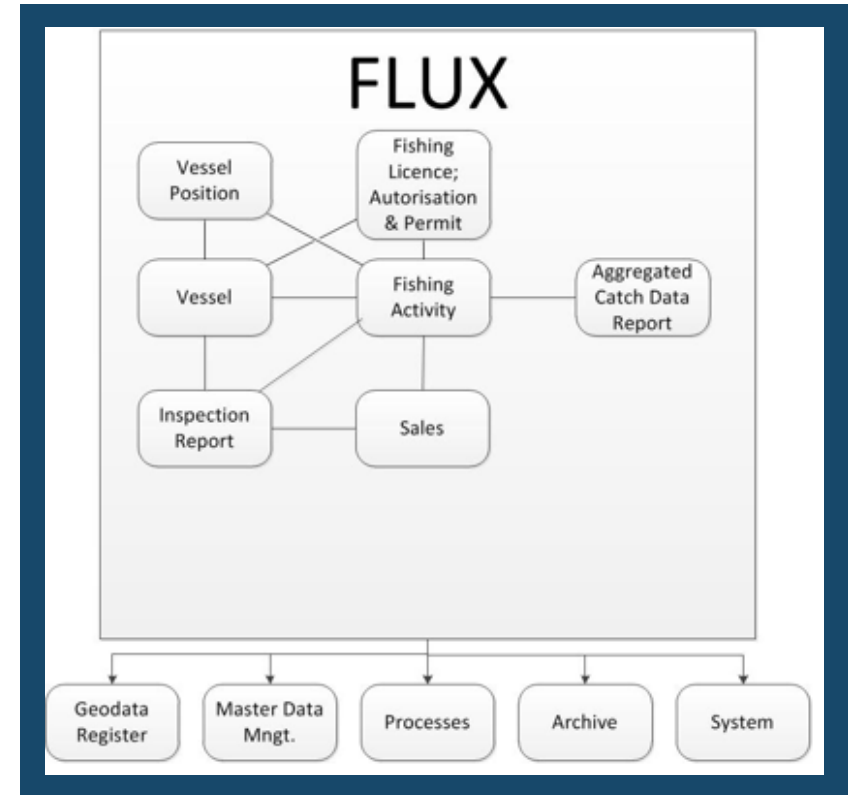 FLUX
Vessel
Position
Fishing
Licence;
Autorisation
& Permit
Vessel
Fishing
Activity
Aggregated
Catch Data
Report
Inspection
Report
Sales
Geodata
Register
Master Data
Mngt.
Processes
Archive
System